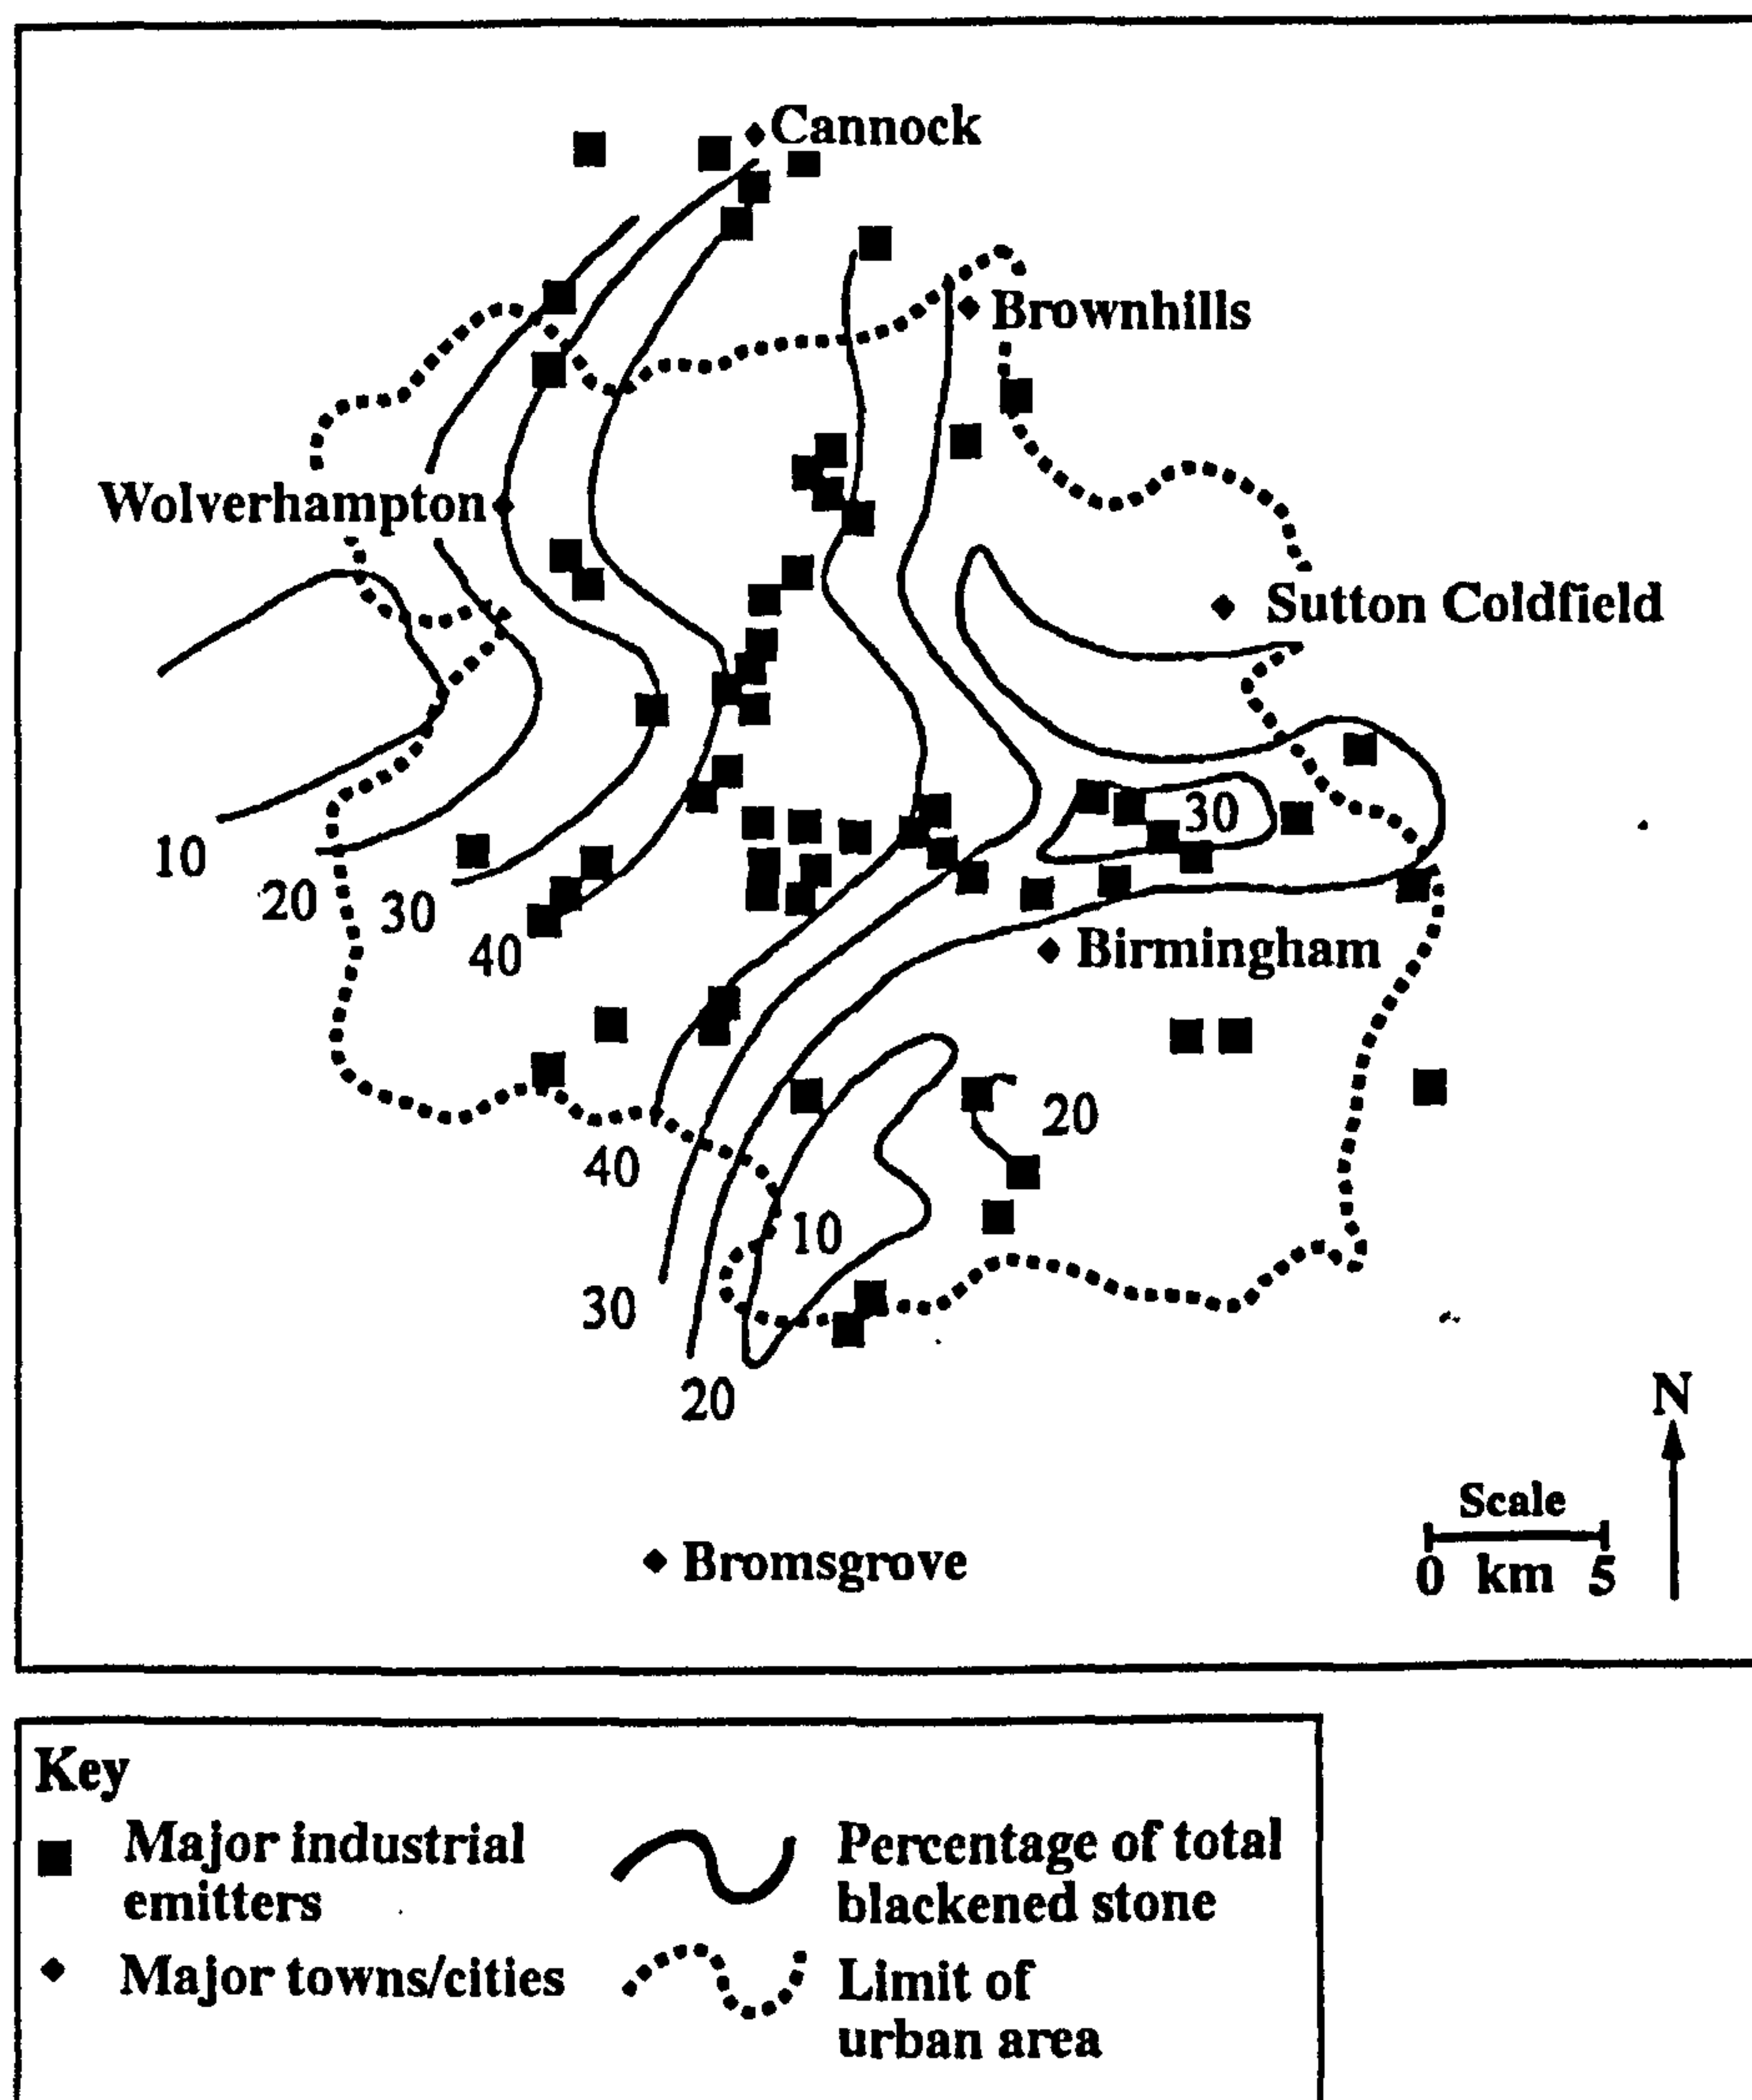 Cannock
Brownhills
Wolverhampton
Sutton Coldfield
30
10
20
30
40
Birmingham
20
40
10
30
20
N
Scale
0 km 5
Bromsgrove
Key
Major industrial
emitters
Percentage of total
blackened stone
Major towns/cities
Limit of
urban area